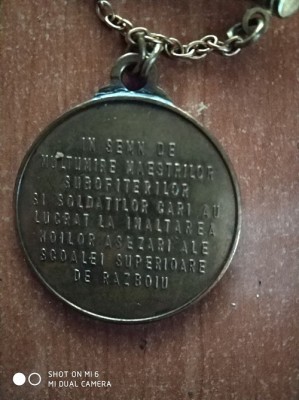 IN SEMN DE
MULTUMIRE MAESTRILOR
SUBOFITERILOR
SI SOLDATILOR CARI AU
LUCRAT LA INALTAREA
NOILOR ASEZARI ALE
SCOALEI SUPERIOARE
DE RAZBOIU
SHOT ON MI 6
MI DUAL CAMERA